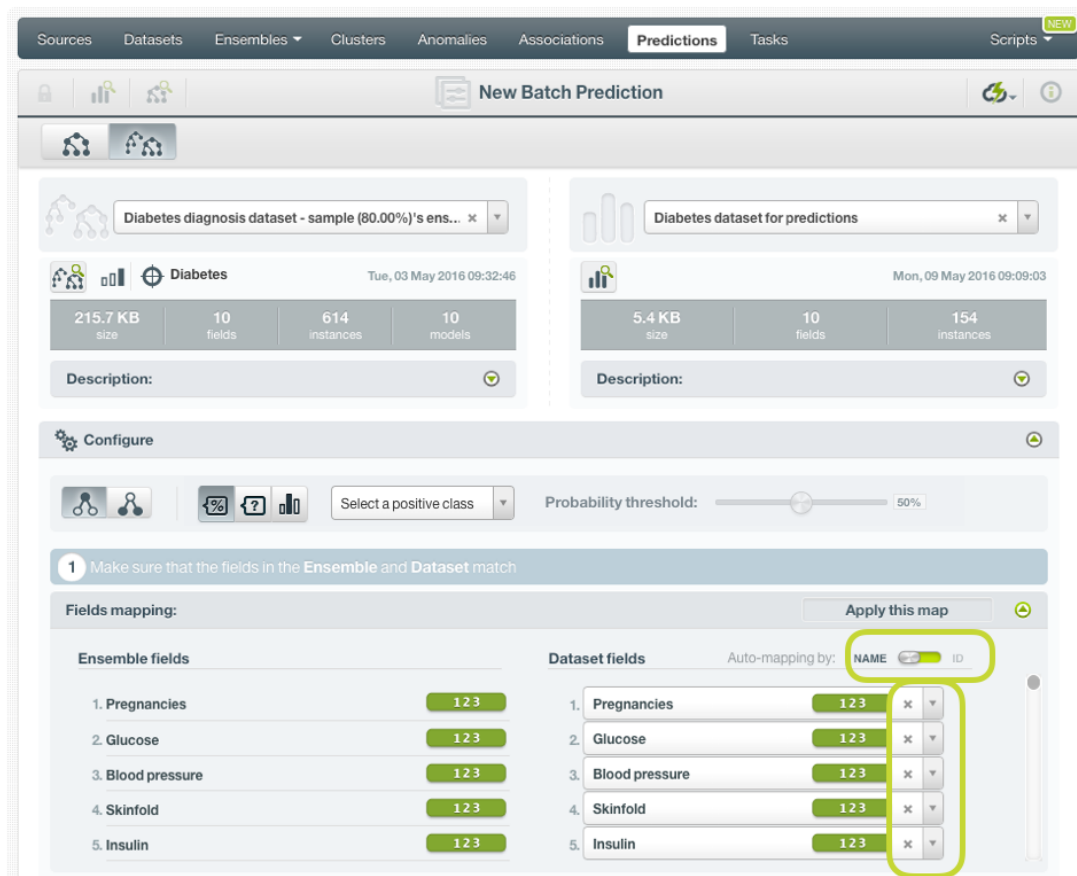 NEW
Sources Datasets Ensembles Clusters Anomalies Associations Predictions Tasks Scripts
New Batch Prediction
Diabetes diagnosis dataset - sample (80.00%)'s ens... × Diabetes dataset for predictions ×
Diabetes Tue, 03 May 2016 09:32:46 Mon, 09 May 2016 09:09:03
215.7 KB 10 614 10 5.4 KB 10 154
size fields instances models size fields instances
Description: Description:
Configure
% ? Select a positive class Probability threshold: 50%
1 Make sure that the fields in the Ensemble and Dataset match
Fields mapping: Apply this map
Ensemble fields Dataset fields Auto-mapping by: NAME ID
1. Pregnancies 123 1. Pregnancies 123 ×
2. Glucose 123 2. Glucose 123 ×
3. Blood pressure 123 3. Blood pressure 123 ×
4. Skinfold 123 4. Skinfold 123 ×
5. Insulin 123 5. Insulin 123 ×